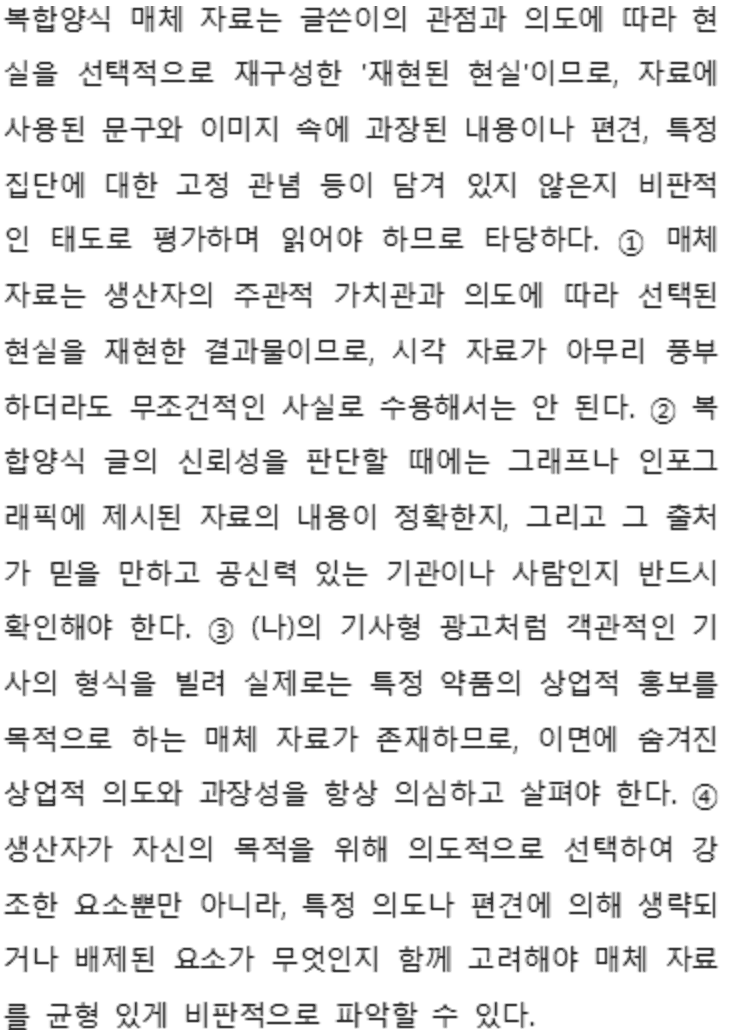 복합양식 매체 자료는 글쓴이의 관점과 의도에 따라 현
실을 선택적으로 재구성한 '재현된 현실'이므로, 자료에
사용된 문구와 이미지 속에 과장된 내용이나 편견, 특정
집단에 대한 고정 관념 등이 담겨 있지 않은지 비판적
인 태도로 평가하며 읽어야 하므로 타당하다. ① 매체
자료는 생산자의 주관적 가치관과 의도에 따라 선택된
현실을 재현한 결과물이므로, 시각 자료가 아무리 풍부
하더라도 무조건적인 사실로 수용해서는 안 된다. ② 복
합양식 글의 신뢰성을 판단할 때에는 그래프나 인포그
래픽에 제시된 자료의 내용이 정확한지, 그리고 그 출처
가 믿을 만하고 공신력 있는 기관이나 사람인지 반드시
확인해야 한다. ③ (나)의 기사형 광고처럼 객관적인 기
사의 형식을 빌려 실제로는 특정 약품의 상업적 홍보를
목적으로 하는 매체 자료가 존재하므로, 이면에 숨겨진
상업적 의도와 과장성을 항상 의심하고 살펴야 한다. ④
생산자가 자신의 목적을 위해 의도적으로 선택하여 강
조한 요소뿐만 아니라, 특정 의도나 편견에 의해 생략되
거나 배제된 요소가 무엇인지 함께 고려해야 매체 자료
를 균형 있게 비판적으로 파악할 수 있다.